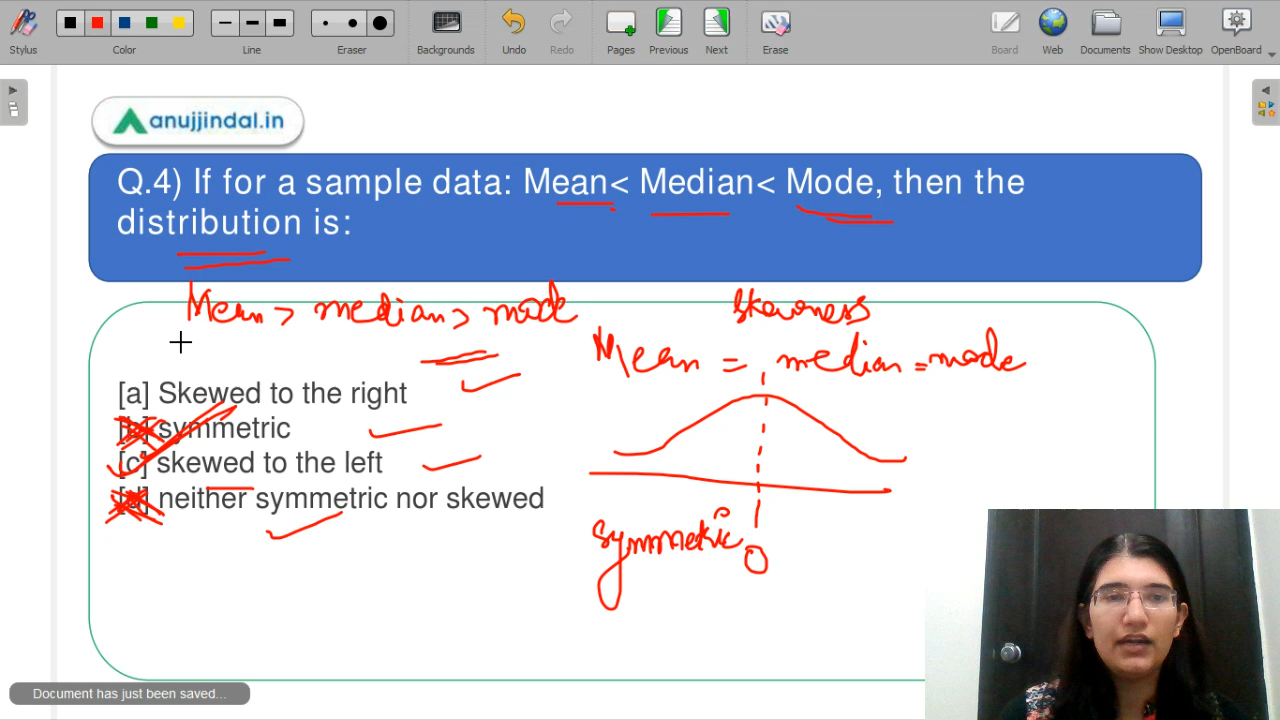 Stylus
Color
Line
Eraser
Backgrounds
Undo
Redo
Pages
Previous
Next
Erase
Board
Web
Documents
Show Desktop
OpenBoard
anujjindal.in
Q.4) If for a sample data: Mean< Median< Mode, then the
distribution is:
Mean > median > mode
Skewness
Mean = median = mode
[a] Skewed to the right
[b] symmetric
[c] skewed to the left
[d] neither symmetric nor skewed
symmetric
0
Document has just been saved...